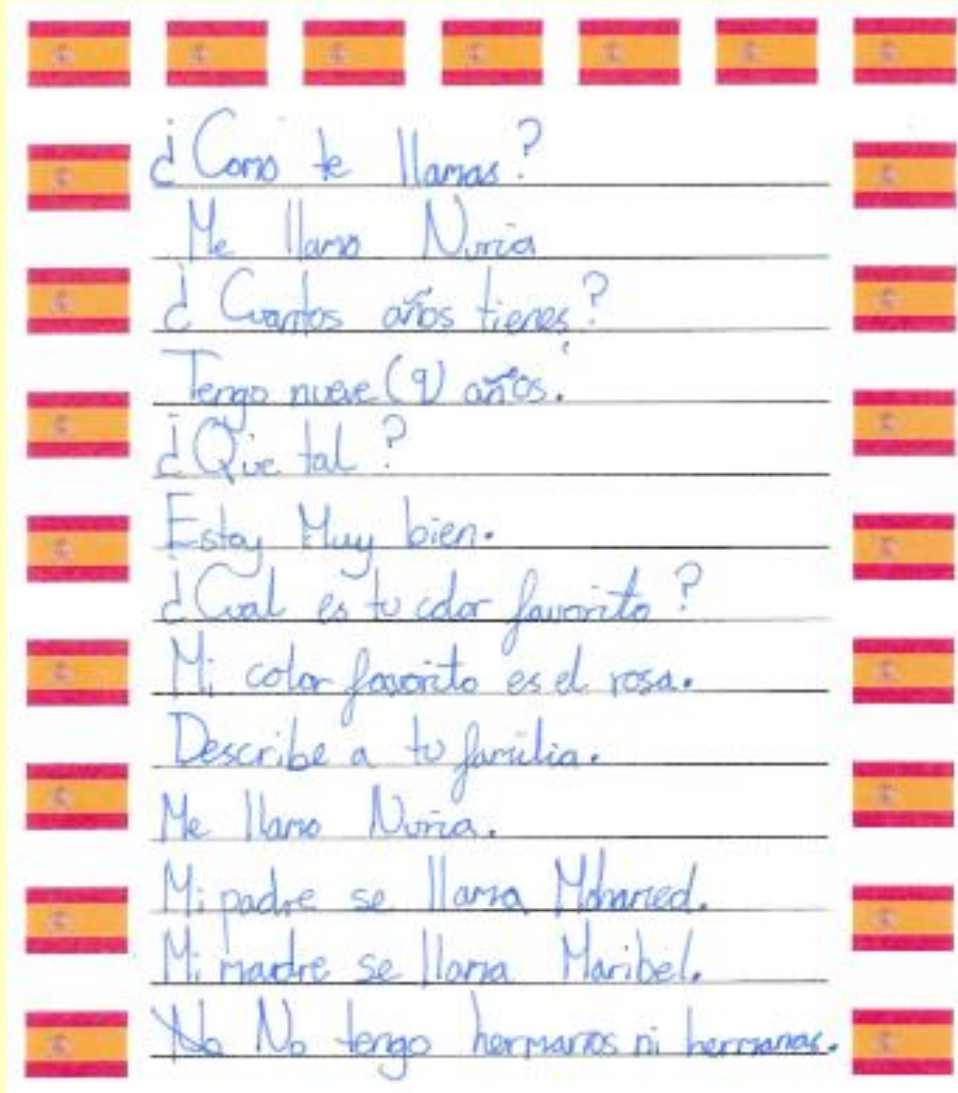 ¿Como te llamas?
Me llamo Nuria
¿Cuantos años tienes?
Tengo nueve (9) años.
¿Que tal?
Estoy Muy bien.
¿Cual es tu color favorito?
Mi color favorito es el rosa.
Describe a tu familia.
Me llamo Nuria.
Mi padre se llama Mohamed.
Mi madre se llama Maribel.
No No tengo hermanos ni hermanas.